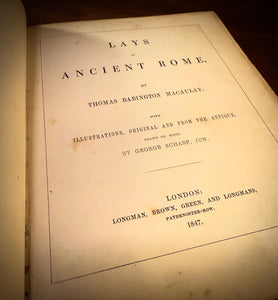 LAYS
OF
ANCIENT ROME.
BY
THOMAS BABINGTON MACAULAY.
WITH
ILLUSTRATIONS, ORIGINAL AND FROM THE ANTIQUE,
DRAWN ON WOOD
BY GEORGE SCHARF, JUN.
LONDON:
LONGMAN, BROWN, GREEN, AND LONGMANS,
PATERNOSTER-ROW.
1847.